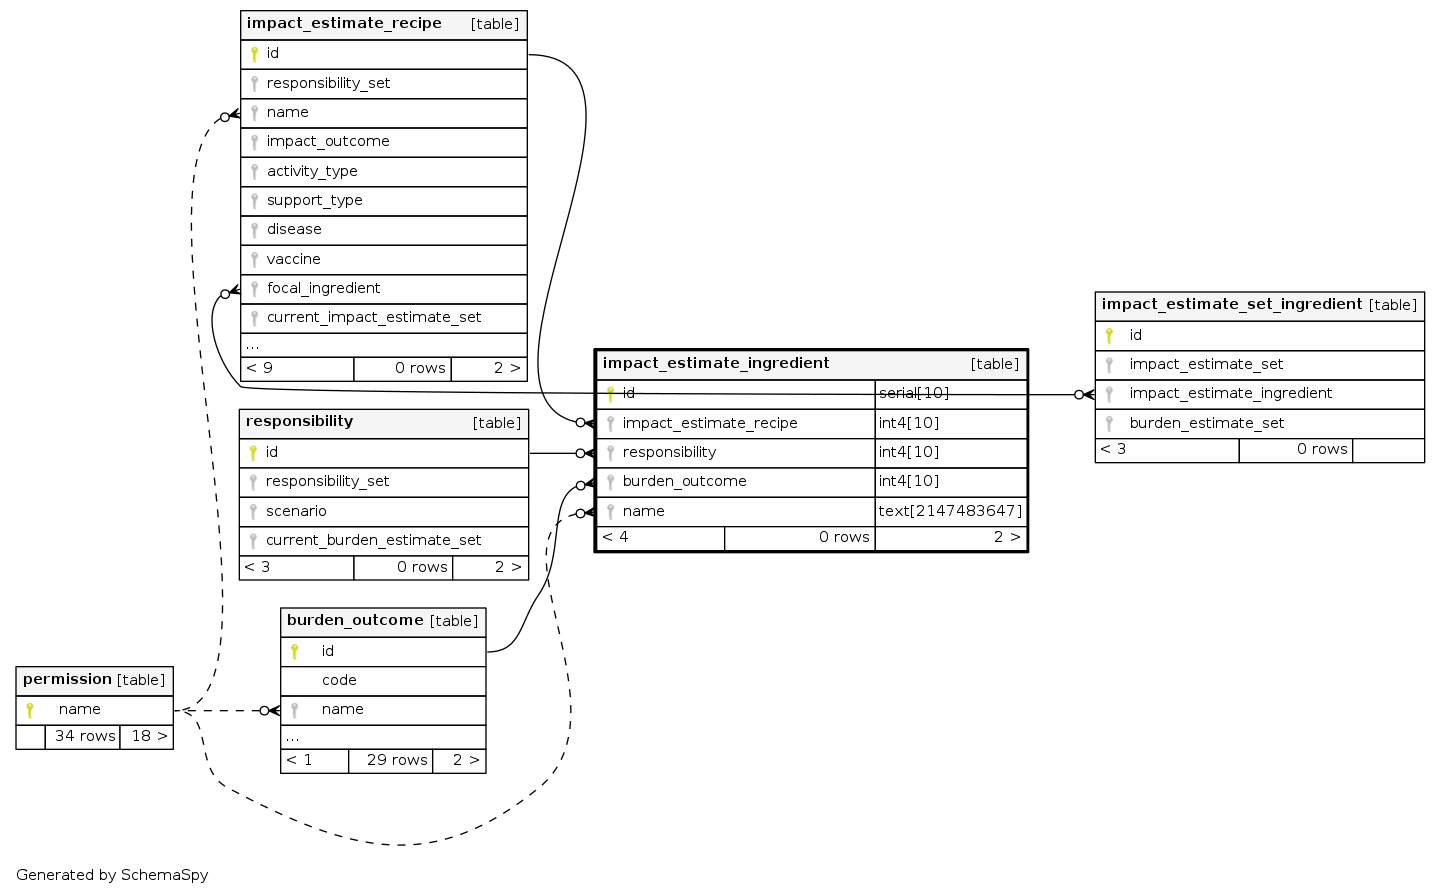 impact_estimate_recipe [table]
id
responsibility_set
name
impact_outcome
activity_type
support_type
disease
vaccine
focal_ingredient
current_impact_estimate_set
...
< 9 0 rows 2 >
responsibility [table]
id
responsibility_set
scenario
current_burden_estimate_set
< 3 0 rows 2 >
burden_outcome [table]
id
code
name
...
< 1 29 rows 2 >
permission [table]
name
34 rows 18 >
impact_estimate_ingredient [table]
id serial[10]
impact_estimate_recipe int4[10]
responsibility int4[10]
burden_outcome int4[10]
name text[2147483647]
< 4 0 rows 2 >
impact_estimate_set_ingredient [table]
id
impact_estimate_set
impact_estimate_ingredient
burden_estimate_set
< 3 0 rows
Generated by SchemaSpy